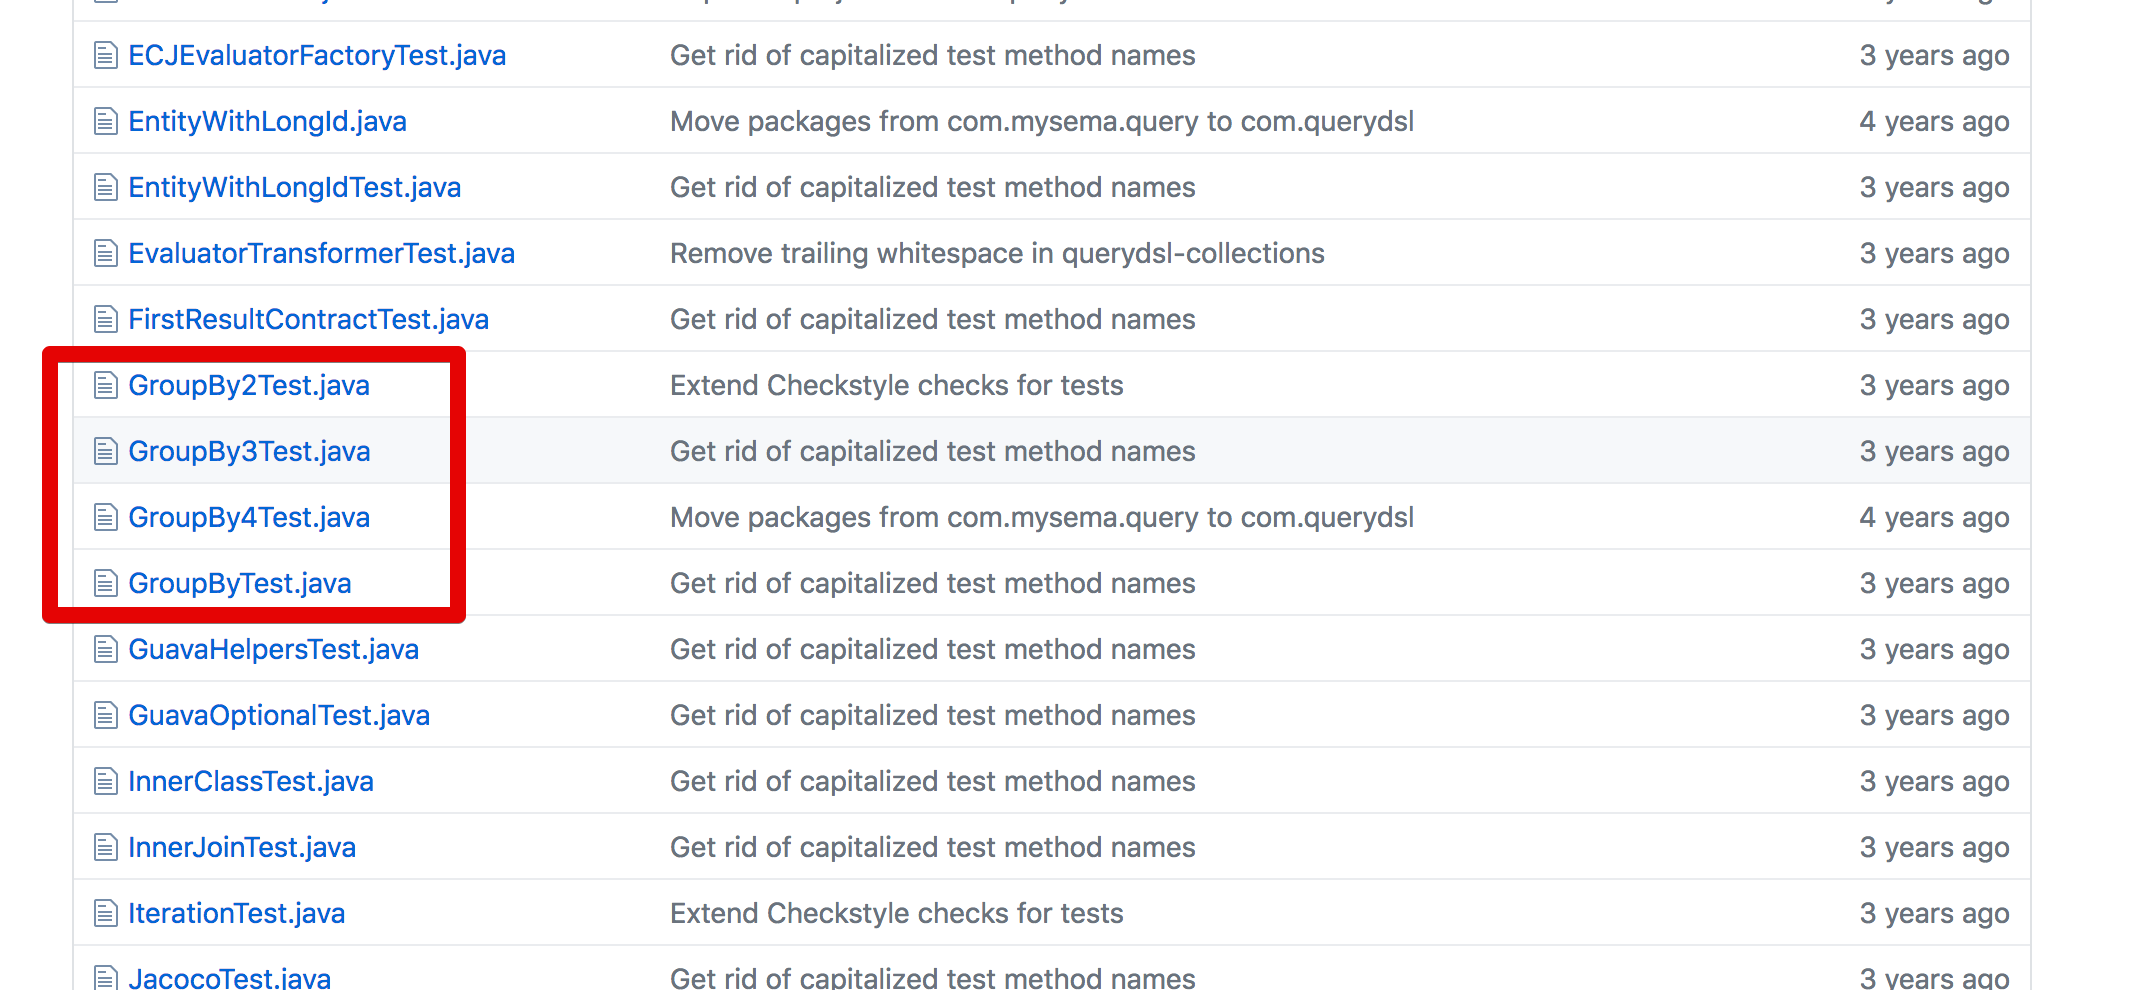 ECJEvaluatorFactoryTest.java Get rid of capitalized test method names 3 years ago
EntityWithLongId.java Move packages from com.mysema.query to com.querydsl 4 years ago
EntityWithLongIdTest.java Get rid of capitalized test method names 3 years ago
EvaluatorTransformerTest.java Remove trailing whitespace in querydsl-collections 3 years ago
FirstResultContractTest.java Get rid of capitalized test method names 3 years ago
GroupBy2Test.java Extend Checkstyle checks for tests 3 years ago
GroupBy3Test.java Get rid of capitalized test method names 3 years ago
GroupBy4Test.java Move packages from com.mysema.query to com.querydsl 4 years ago
GroupByTest.java Get rid of capitalized test method names 3 years ago
GuavaHelpersTest.java Get rid of capitalized test method names 3 years ago
GuavaOptionalTest.java Get rid of capitalized test method names 3 years ago
InnerClassTest.java Get rid of capitalized test method names 3 years ago
InnerJoinTest.java Get rid of capitalized test method names 3 years ago
IterationTest.java Extend Checkstyle checks for tests 3 years ago
JacocoTest.java Get rid of capitalized test method names 3 years ago